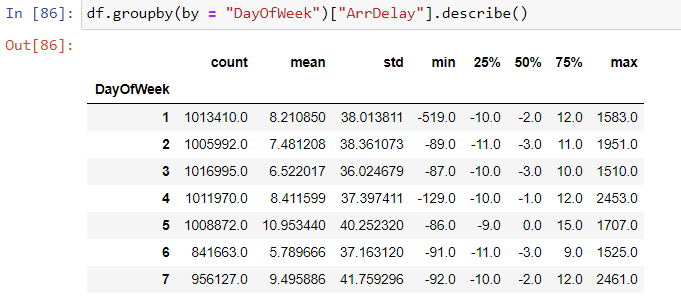 In [86]: df.groupby(by = "DayOfWeek")["ArrDelay"].describe()
Out[86]:
count mean std min 25% 50% 75% max
DayOfWeek
1 1013410.0 8.210850 38.013811 -519.0 -10.0 -2.0 12.0 1583.0
2 1005992.0 7.481208 38.361073 -89.0 -11.0 -3.0 11.0 1951.0
3 1016995.0 6.522017 36.024679 -87.0 -10.0 -3.0 10.0 1510.0
4 1011970.0 8.411599 37.397411 -129.0 -10.0 -1.0 12.0 2453.0
5 1008872.0 10.953440 40.252320 -86.0 -9.0 0.0 15.0 1707.0
6 841663.0 5.789666 37.163120 -91.0 -11.0 -3.0 9.0 1525.0
7 956127.0 9.495886 41.759296 -92.0 -10.0 -2.0 12.0 2461.0